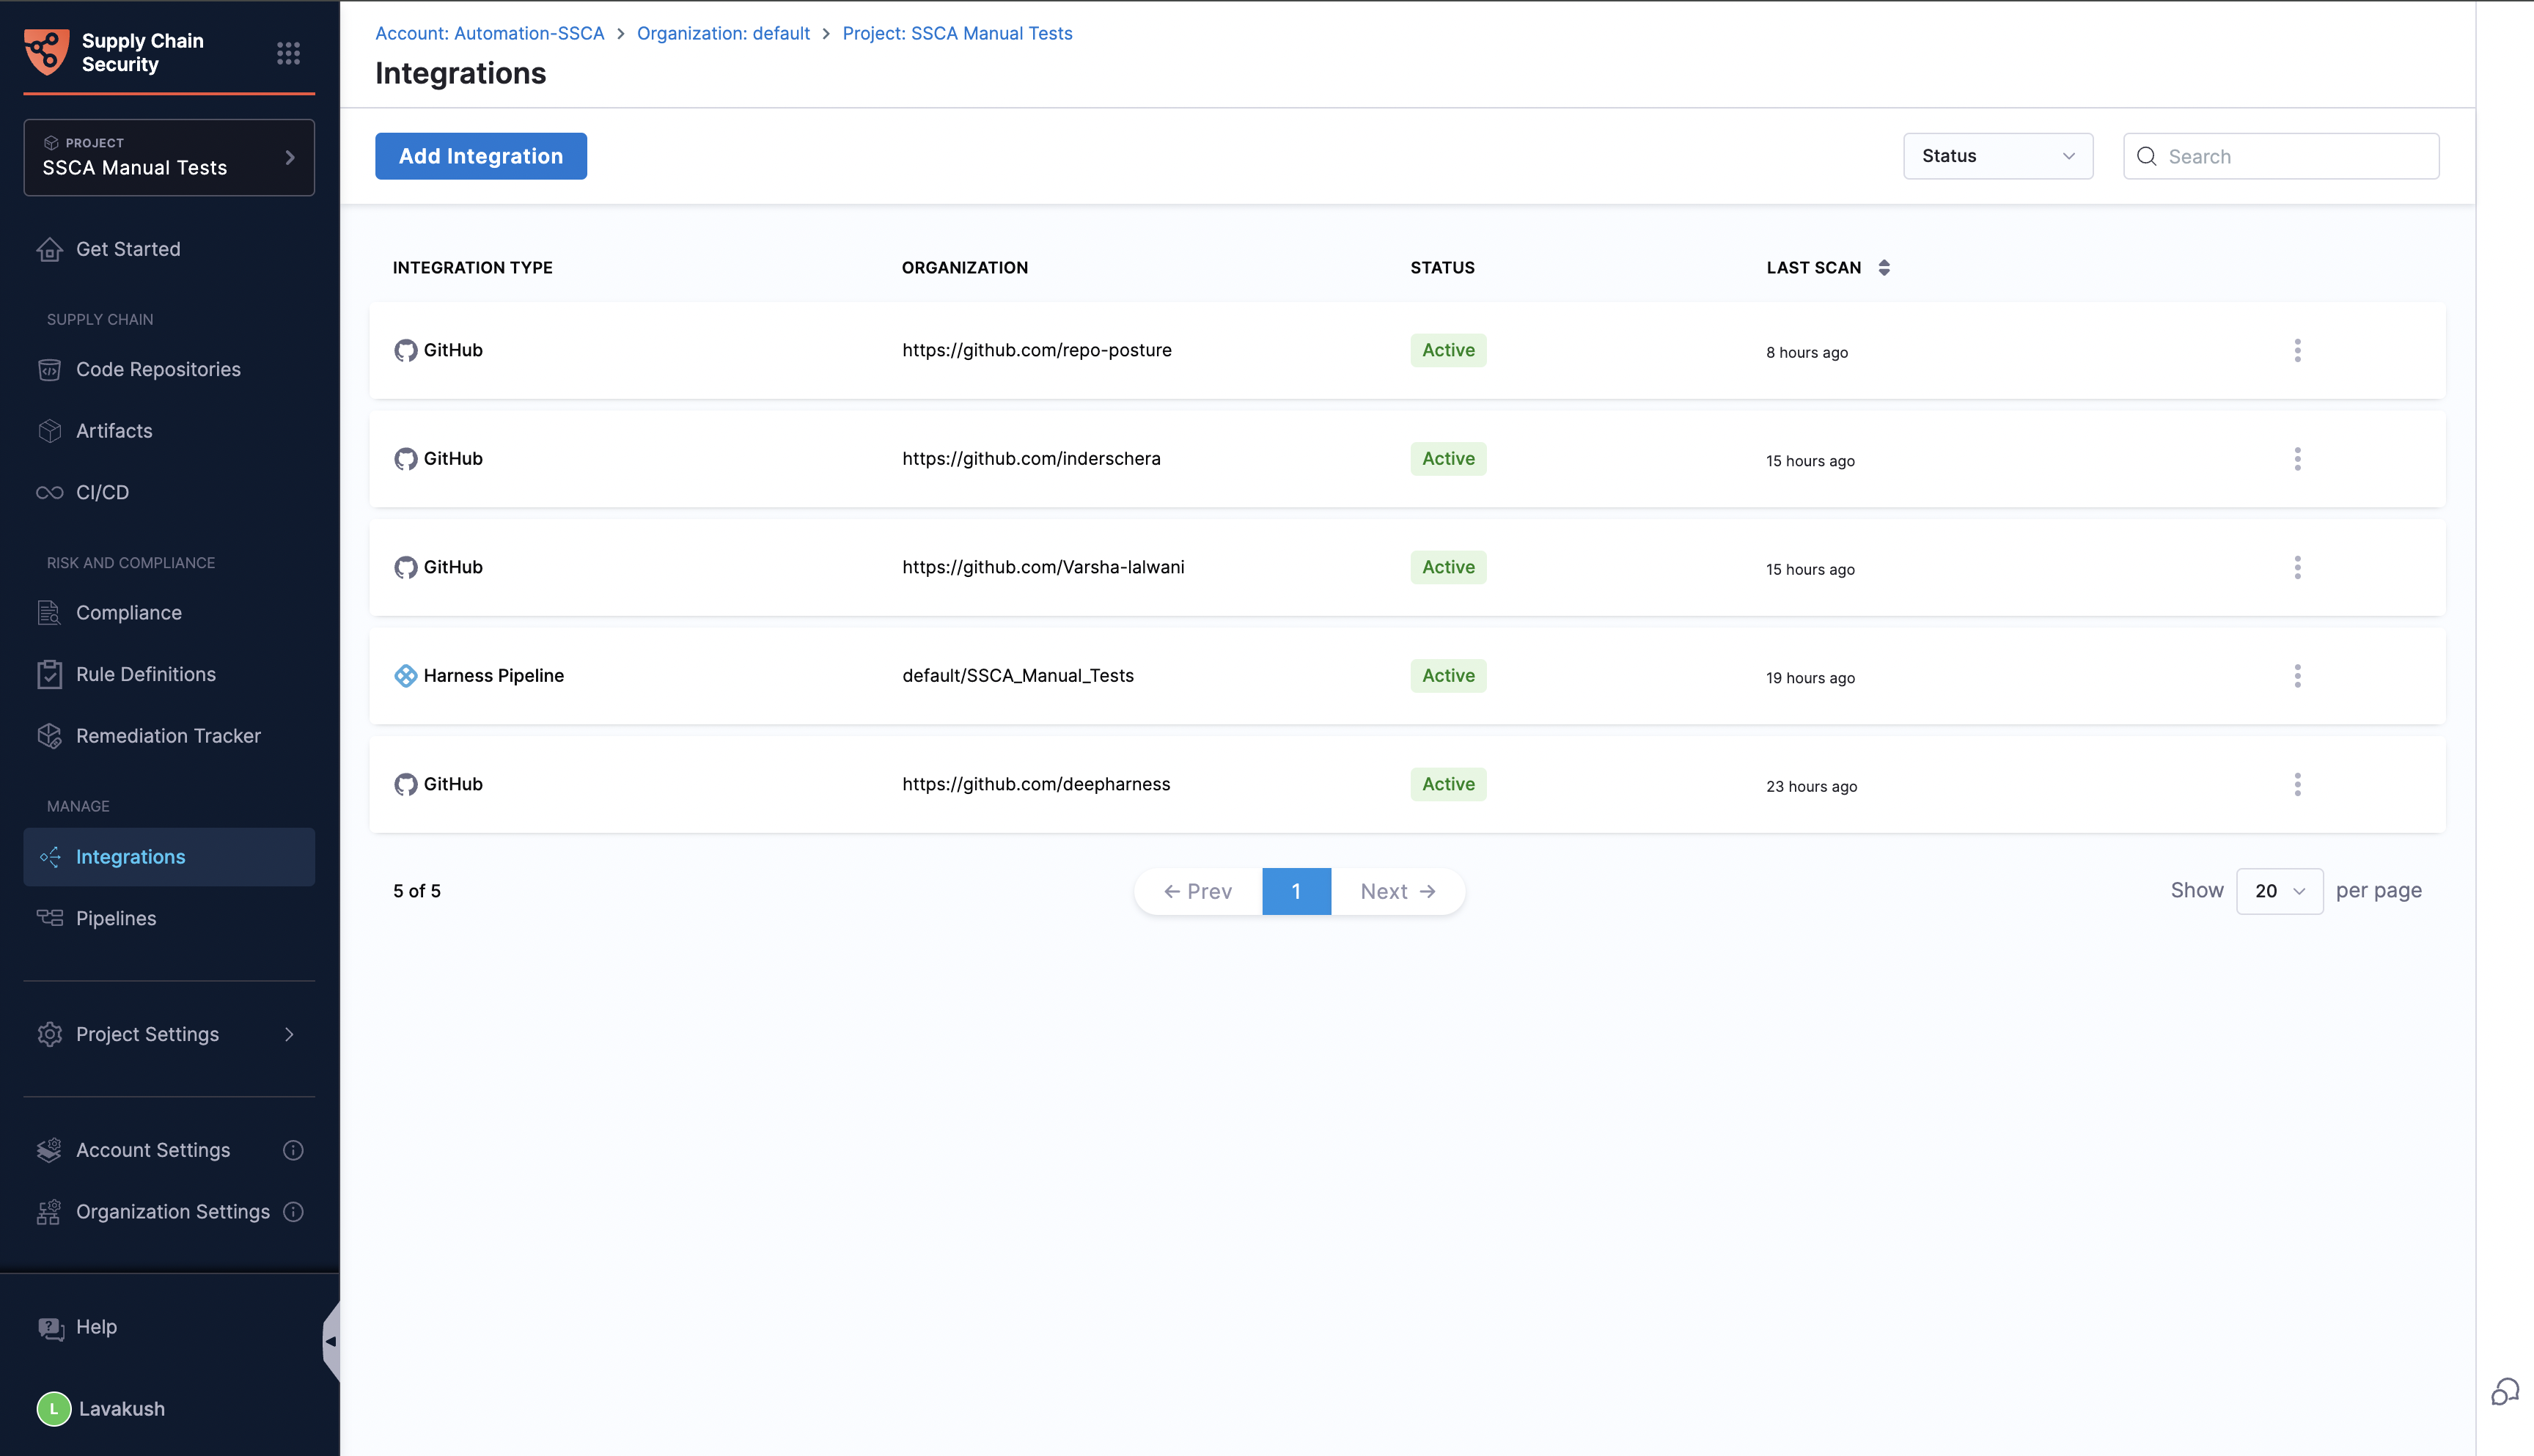 Supply Chain
Security
PROJECT
SSCA Manual Tests
Get Started
SUPPLY CHAIN
Code Repositories
Artifacts
CI/CD
RISK AND COMPLIANCE
Compliance
Rule Definitions
Remediation Tracker
MANAGE
Integrations
Pipelines
Project Settings
Account Settings
Organization Settings
Help
L Lavakush
Account: Automation-SSCA > Organization: default > Project: SSCA Manual Tests
Integrations
Add Integration
Status
Search
INTEGRATION TYPE ORGANIZATION STATUS LAST SCAN
GitHub https://github.com/repo-posture Active 8 hours ago
GitHub https://github.com/inderschera Active 15 hours ago
GitHub https://github.com/Varsha-lalwani Active 15 hours ago
Harness Pipeline default/SSCA_Manual_Tests Active 19 hours ago
GitHub https://github.com/deepharness Active 23 hours ago
5 of 5 ← Prev 1 Next → Show 20 per page